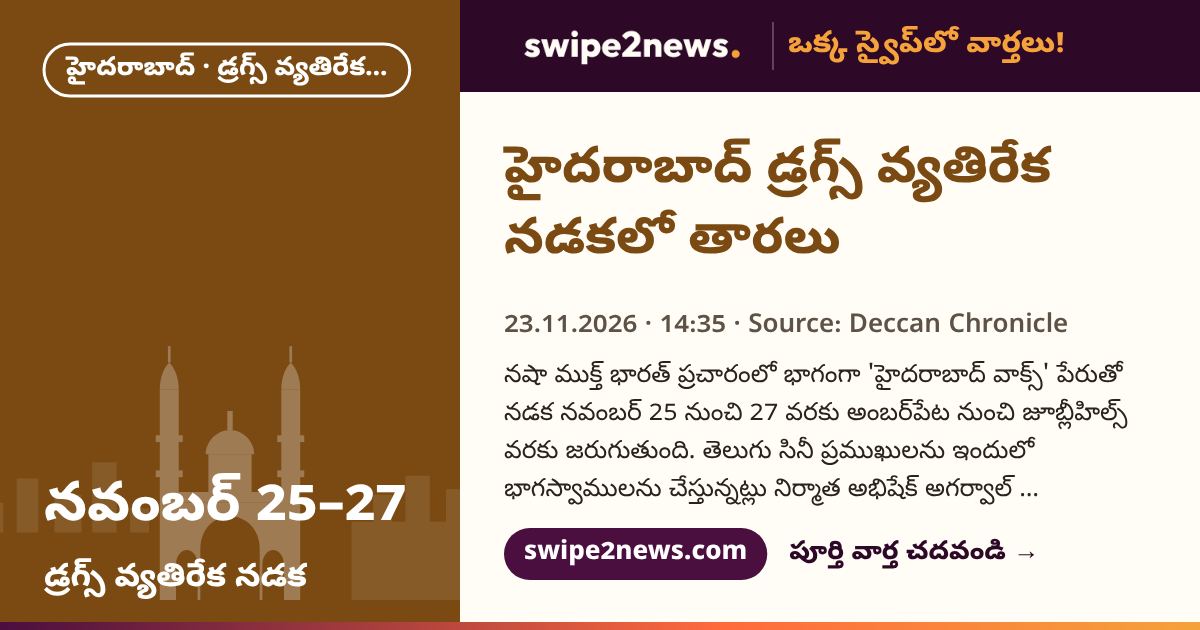 హైదరాబాద్ · డ్రగ్స్ వ్యతిరేక...
నవంబర్ 25–27
డ్రగ్స్ వ్యతిరేక నడక
swipe2news.
ఒక్క స్వైప్‌లో వార్తలు!
హైదరాబాద్ డ్రగ్స్ వ్యతిరేక
నడకలో తారలు
23.11.2026 · 14:35 · Source: Deccan Chronicle
నషా ముక్త్ భారత్ ప్రచారంలో భాగంగా 'హైదరాబాద్ వాక్స్' పేరుతో
నడక నవంబర్ 25 నుంచి 27 వరకు అంబర్‌పేట నుంచి జూబ్లీహిల్స్
వరకు జరుగుతుంది. తెలుగు సినీ ప్రముఖులను ఇందులో
భాగస్వాములను చేస్తున్నట్లు నిర్మాత అభిషేక్ అగర్వాల్ ...
swipe2news.com
పూర్తి వార్త చదవండి →